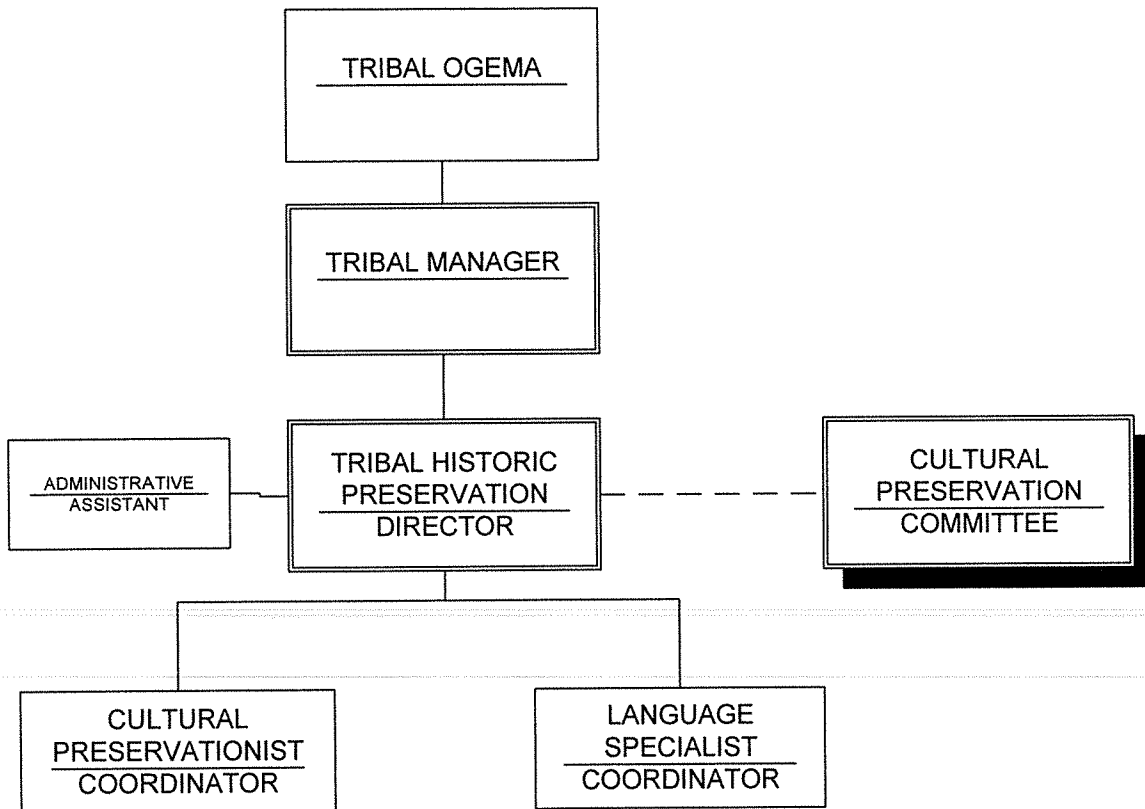 TRIBAL OGEMA
TRIBAL MANAGER
ADMINISTRATIVE
ASSISTANT
TRIBAL HISTORIC
PRESERVATION
DIRECTOR
CULTURAL
PRESERVATION
COMMITTEE
CULTURAL
PRESERVATIONIST
COORDINATOR
LANGUAGE
SPECIALIST
COORDINATOR